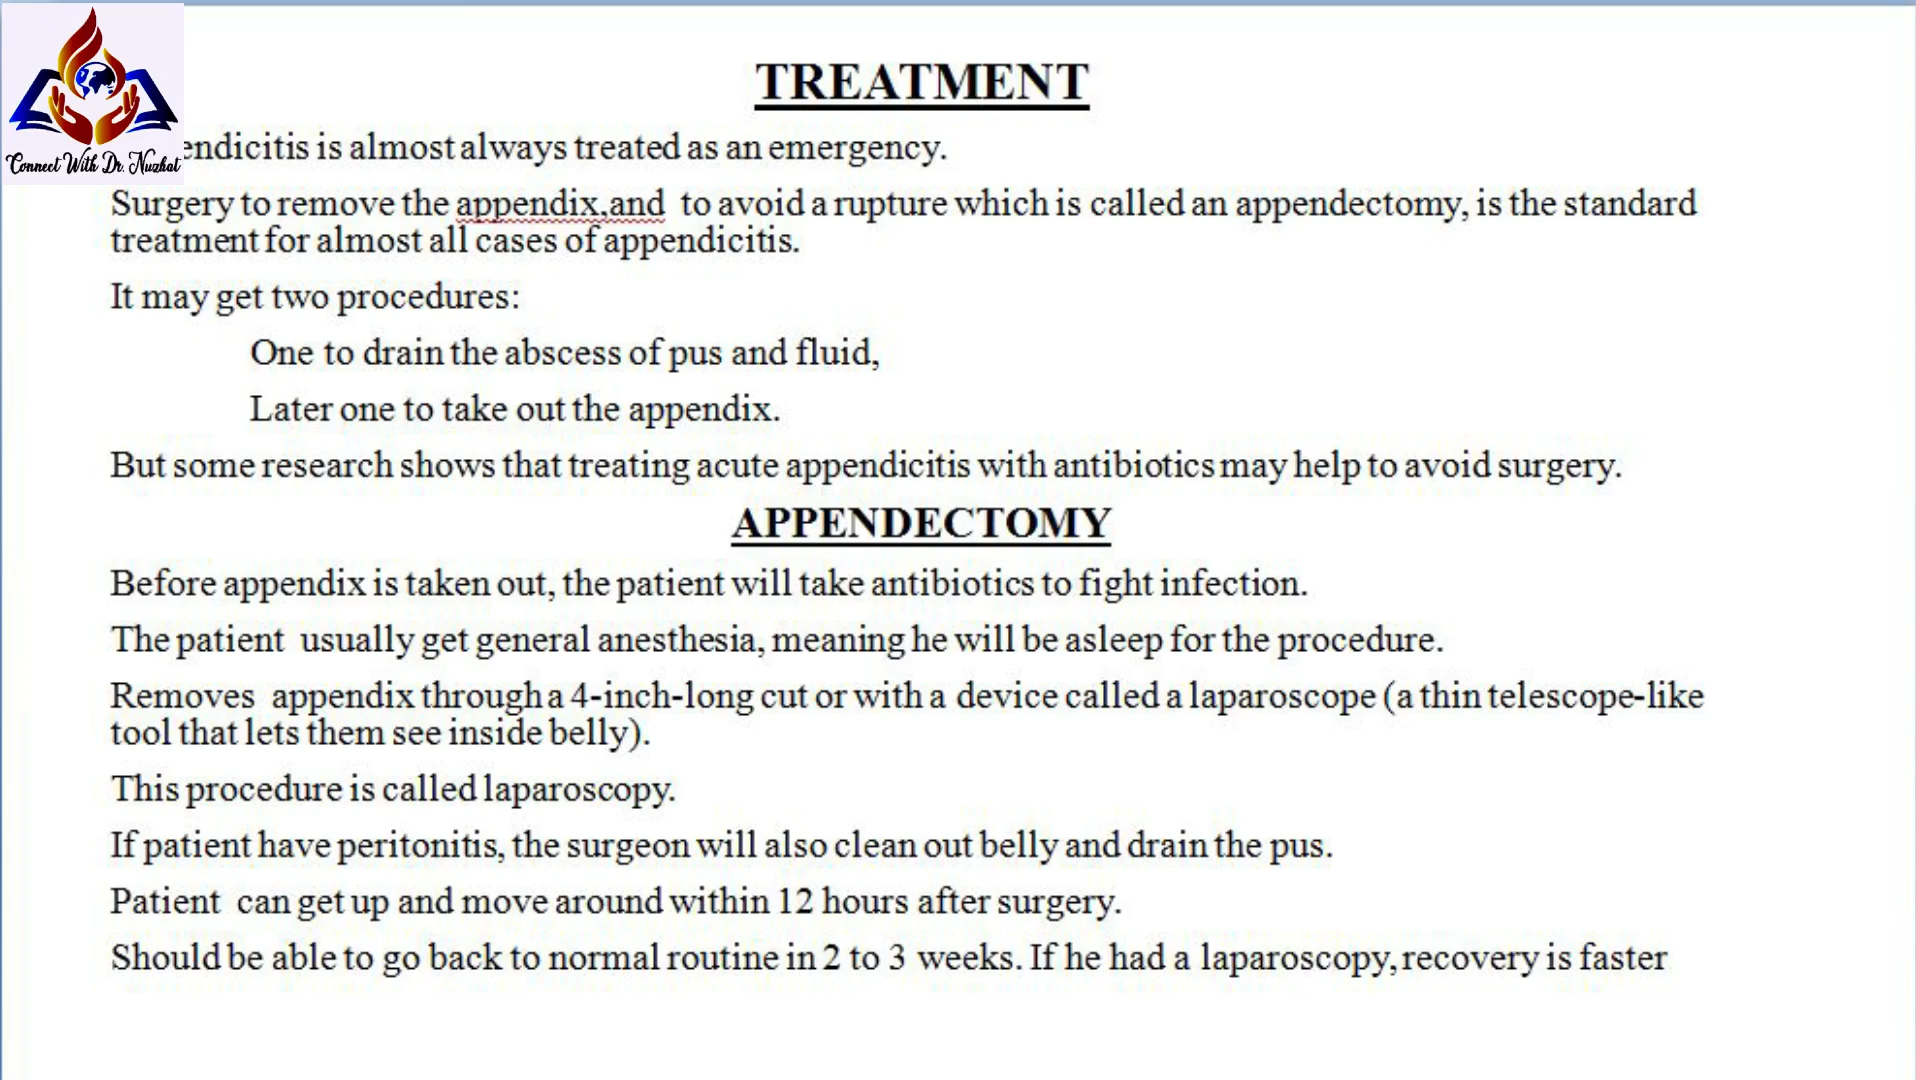 TREATMENT
Connect With Dr. Nuzhat
endicitis is almost always treated as an emergency.
Surgery to remove the appendix,and to avoid a rupture which is called an appendectomy, is the standard
treatment for almost all cases of appendicitis.
It may get two procedures:
One to drain the abscess of pus and fluid,
Later one to take out the appendix.
But some research shows that treating acute appendicitis with antibiotics may help to avoid surgery.
APPENDECTOMY
Before appendix is taken out, the patient will take antibiotics to fight infection.
The patient usually get general anesthesia, meaning he will be asleep for the procedure.
Removes appendix through a 4-inch-long cut or with a device called a laparoscope (a thin telescope-like
tool that lets them see inside belly).
This procedure is called laparoscopy.
If patient have peritonitis, the surgeon will also clean out belly and drain the pus.
Patient can get up and move around within 12 hours after surgery.
Should be able to go back to normal routine in 2 to 3 weeks. If he had a laparoscopy, recovery is faster